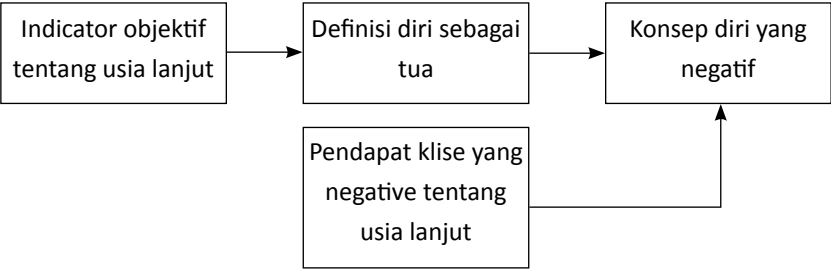 Indicator objektif
tentang usia lanjut
Definisi diri sebagai
tua
Konsep diri yang
negatif
Pendapat klise yang
negative tentang
usia lanjut